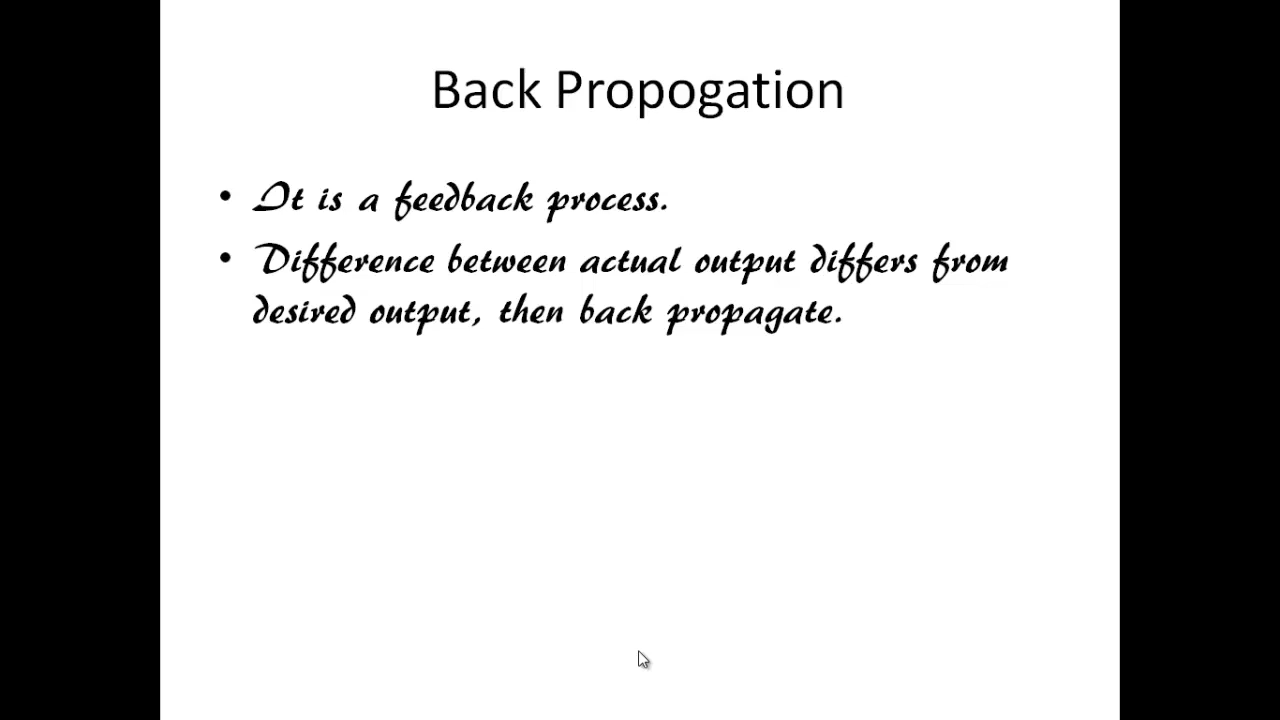 Back Propogation
• It is a feedback process.
• Difference between actual output differs from
desired output, then back propagate.